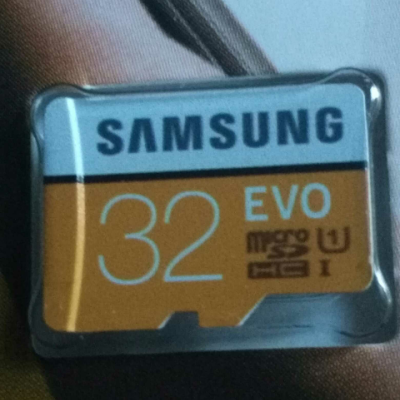 SAMSUNG
32 EVO
micro SD HC U1 I